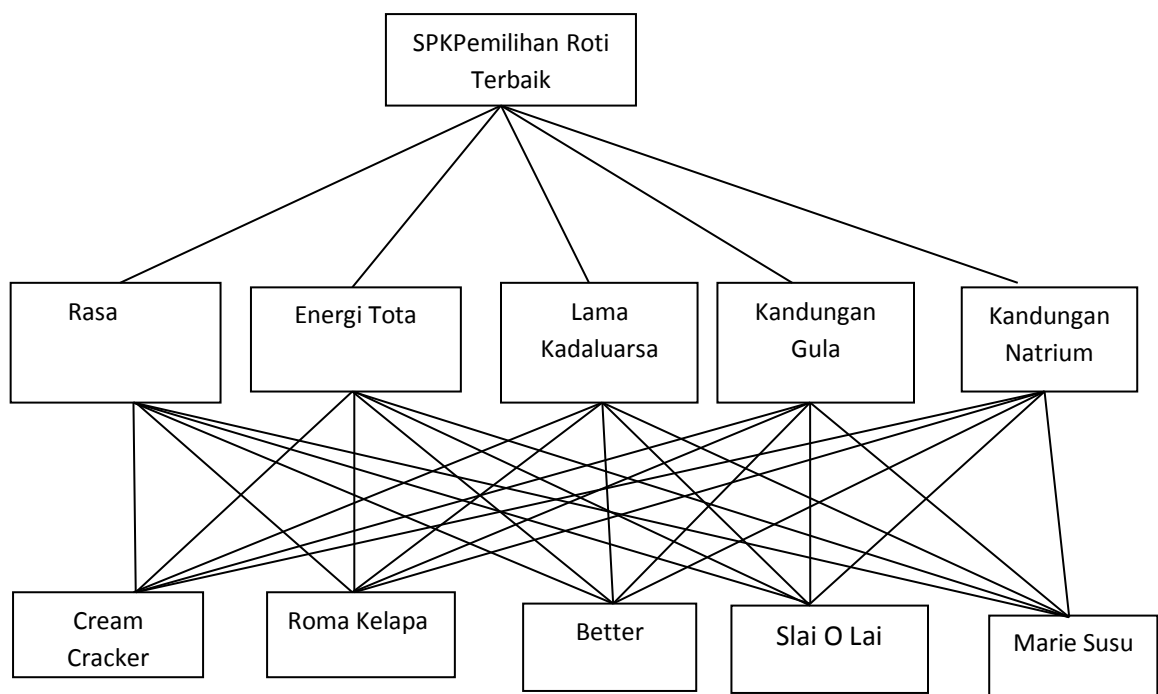 SPKPemilihan Roti
Terbaik
Rasa
Energi Tota
Lama
Kadaluarsa
Kandungan
Gula
Kandungan
Natrium
Cream
Cracker
Roma Kelapa
Better
Slai O Lai
Marie Susu